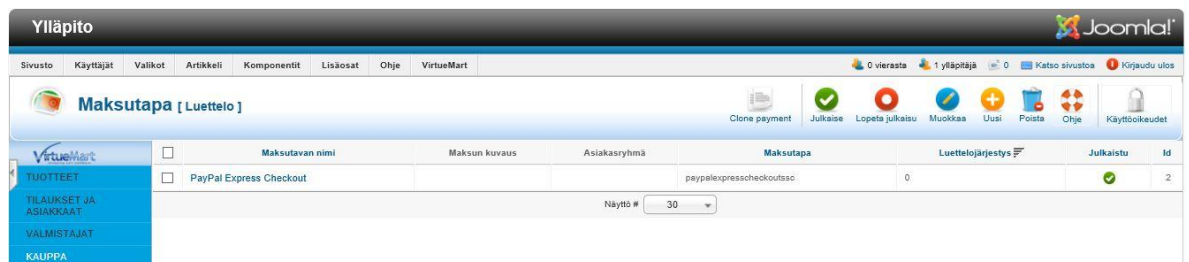 Ylläpito
Joomla!
Sivusto Käyttäjät Valikot Artikkeli Komponentit Lisäosat Ohje VirtueMart 0 vierasta 1 ylläpitäjä 0 Katso sivustoa Kirjaudu ulos
Maksutapa [ Luettelo ]
Clone payment Julkaise Lopeta julkaisu Muokkaa Uusi Poista Ohje Käyttöoikeudet
VirtueMart
Maksutavan nimi Maksun kuvaus Asiakasryhmä Maksutapa Luettelojärjestys Julkaistu Id
TUOTTEET
PayPal Express Checkout paypalexpresscheckoutssc 0 2
TILAUKSET JA
ASIAKKAAT
Näyttö # 30
VALMISTAJAT
KAUPPA